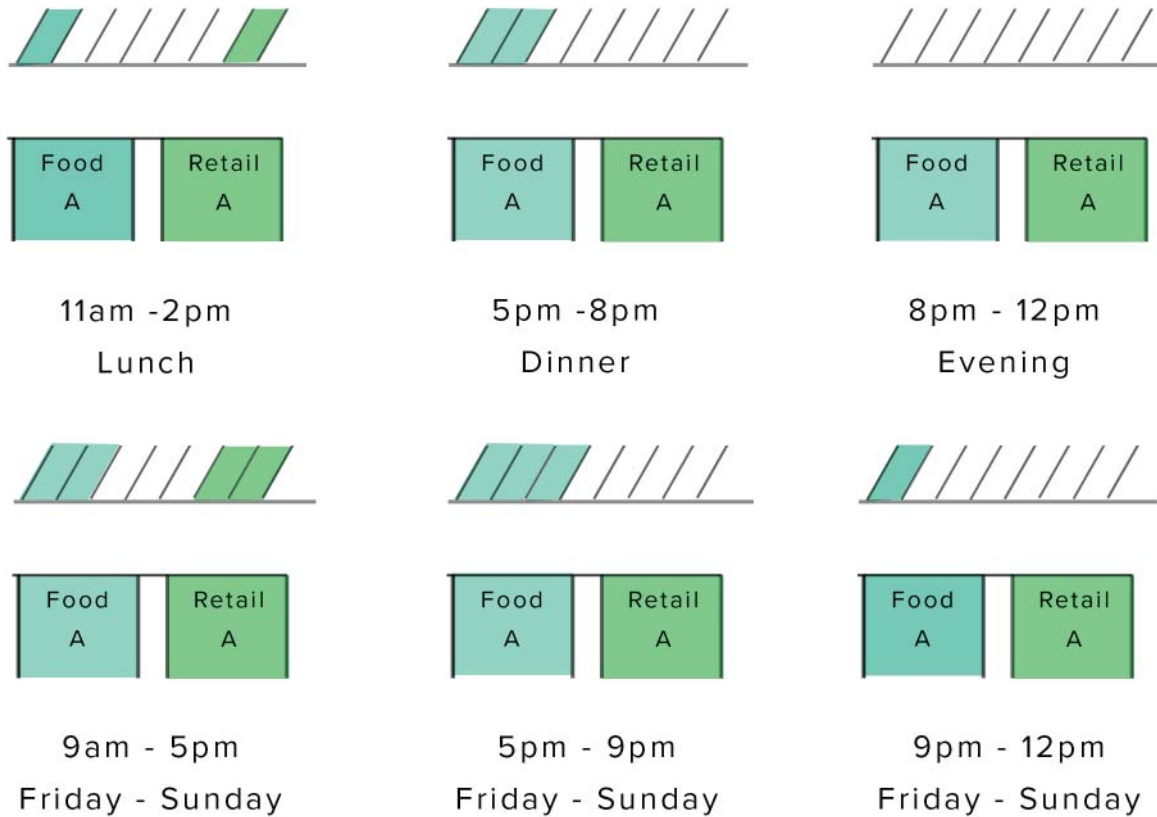 Food
A
Retail
A
Food
A
Retail
A
Food
A
Retail
A
11am -2pm
Lunch
5pm -8pm
Dinner
8pm - 12pm
Evening
Food
A
Retail
A
Food
A
Retail
A
Food
A
Retail
A
9am - 5pm
Friday - Sunday
5pm - 9pm
Friday - Sunday
9pm - 12pm
Friday - Sunday